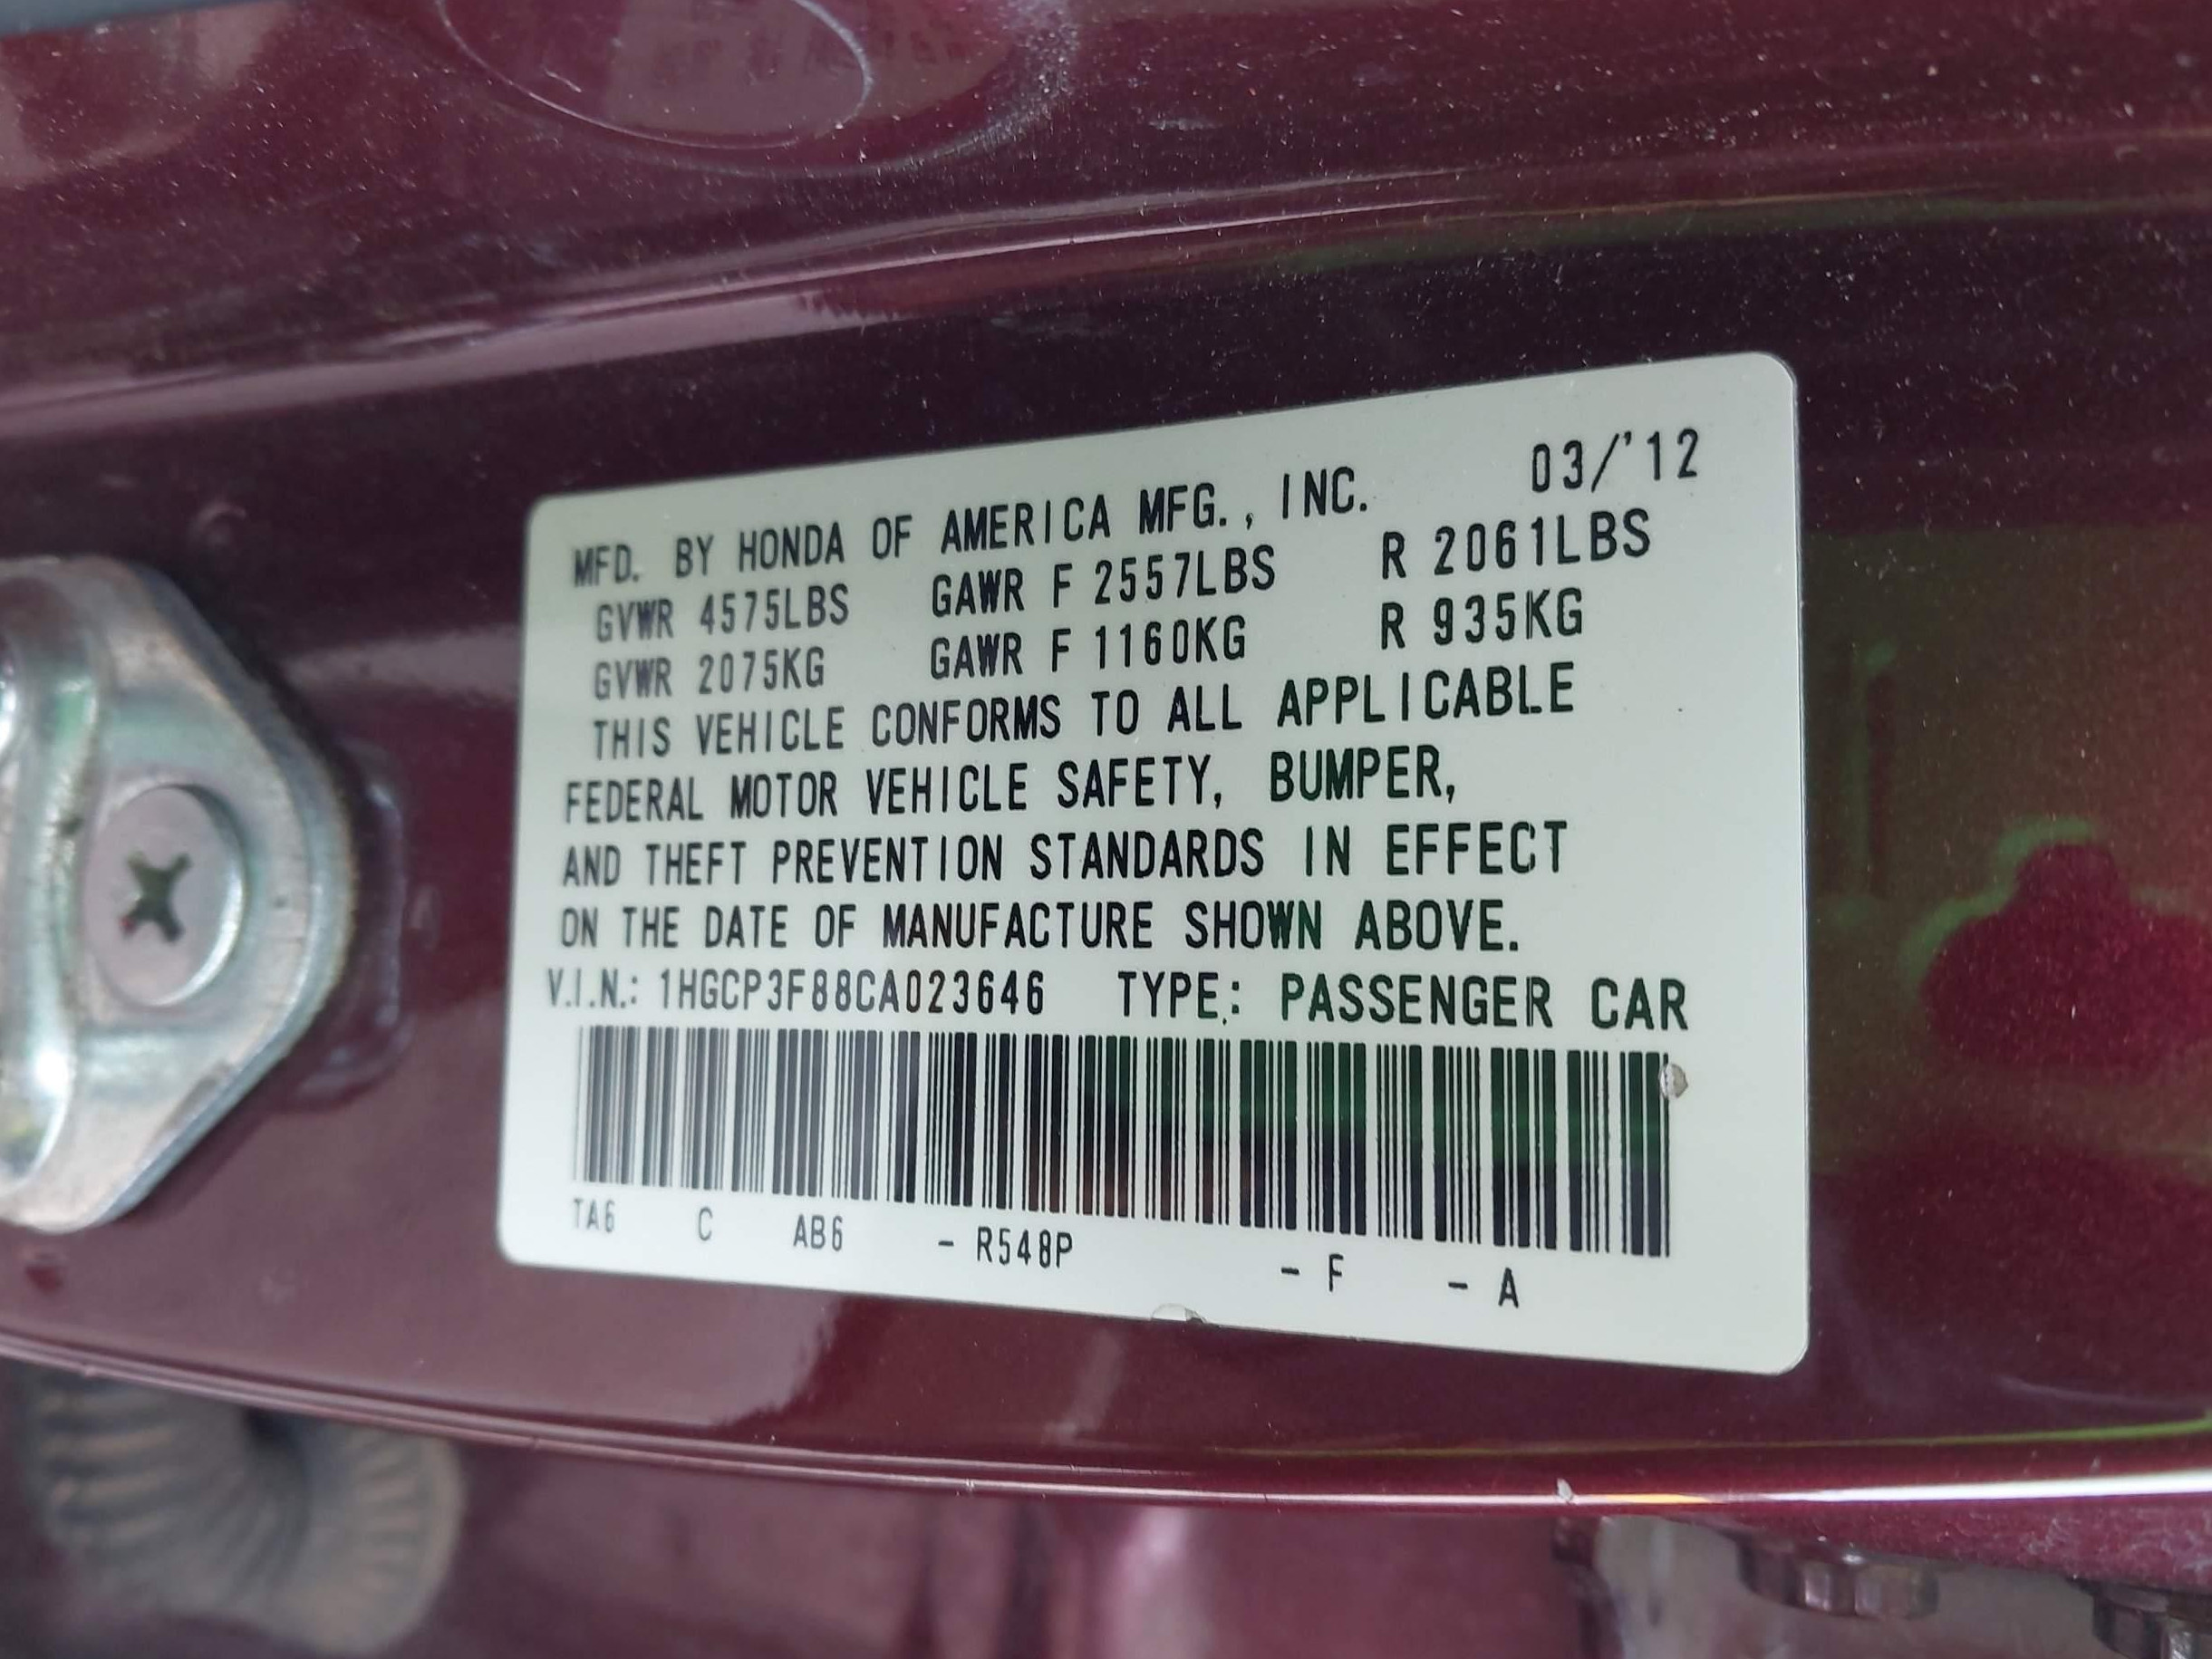 MFD. BY HONDA OF AMERICA MFG., INC. 03/'12
GVWR 4575LBS GAWR F 2557LBS R 2061LBS
GVWR 2075KG GAWR F 1160KG R 935KG
THIS VEHICLE CONFORMS TO ALL APPLICABLE
FEDERAL MOTOR VEHICLE SAFETY, BUMPER,
AND THEFT PREVENTION STANDARDS IN EFFECT
ON THE DATE OF MANUFACTURE SHOWN ABOVE.
V.I.N.: 1HGCP3F88CA023646 TYPE: PASSENGER CAR
TA6 C AB6 - R548P - F - A